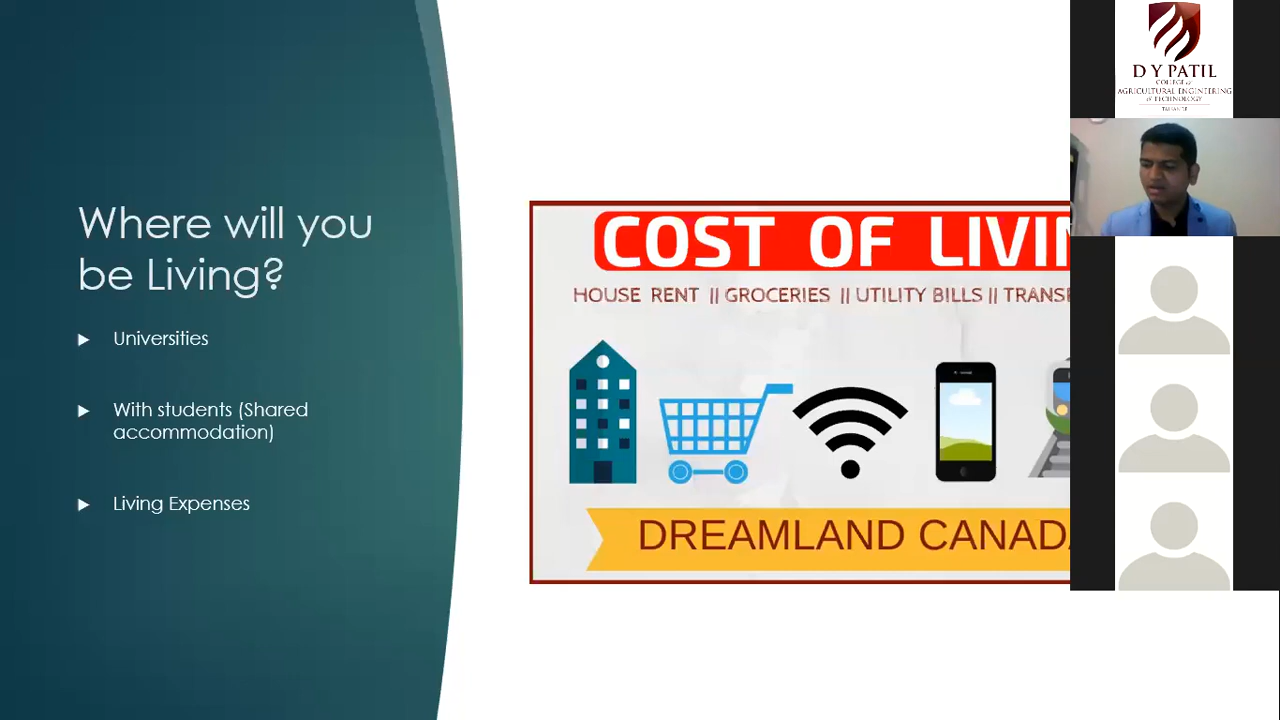 Where will you
be Living?
Universities
With students (Shared
accommodation)
Living Expenses
COST OF LIVIN
HOUSE RENT || GROCERIES || UTILITY BILLS || TRANS
DREAMLAND CANADA
D Y PATIL
COLLEGE of
AGRICULTURAL ENGINEERING
& TECHNOLOGY